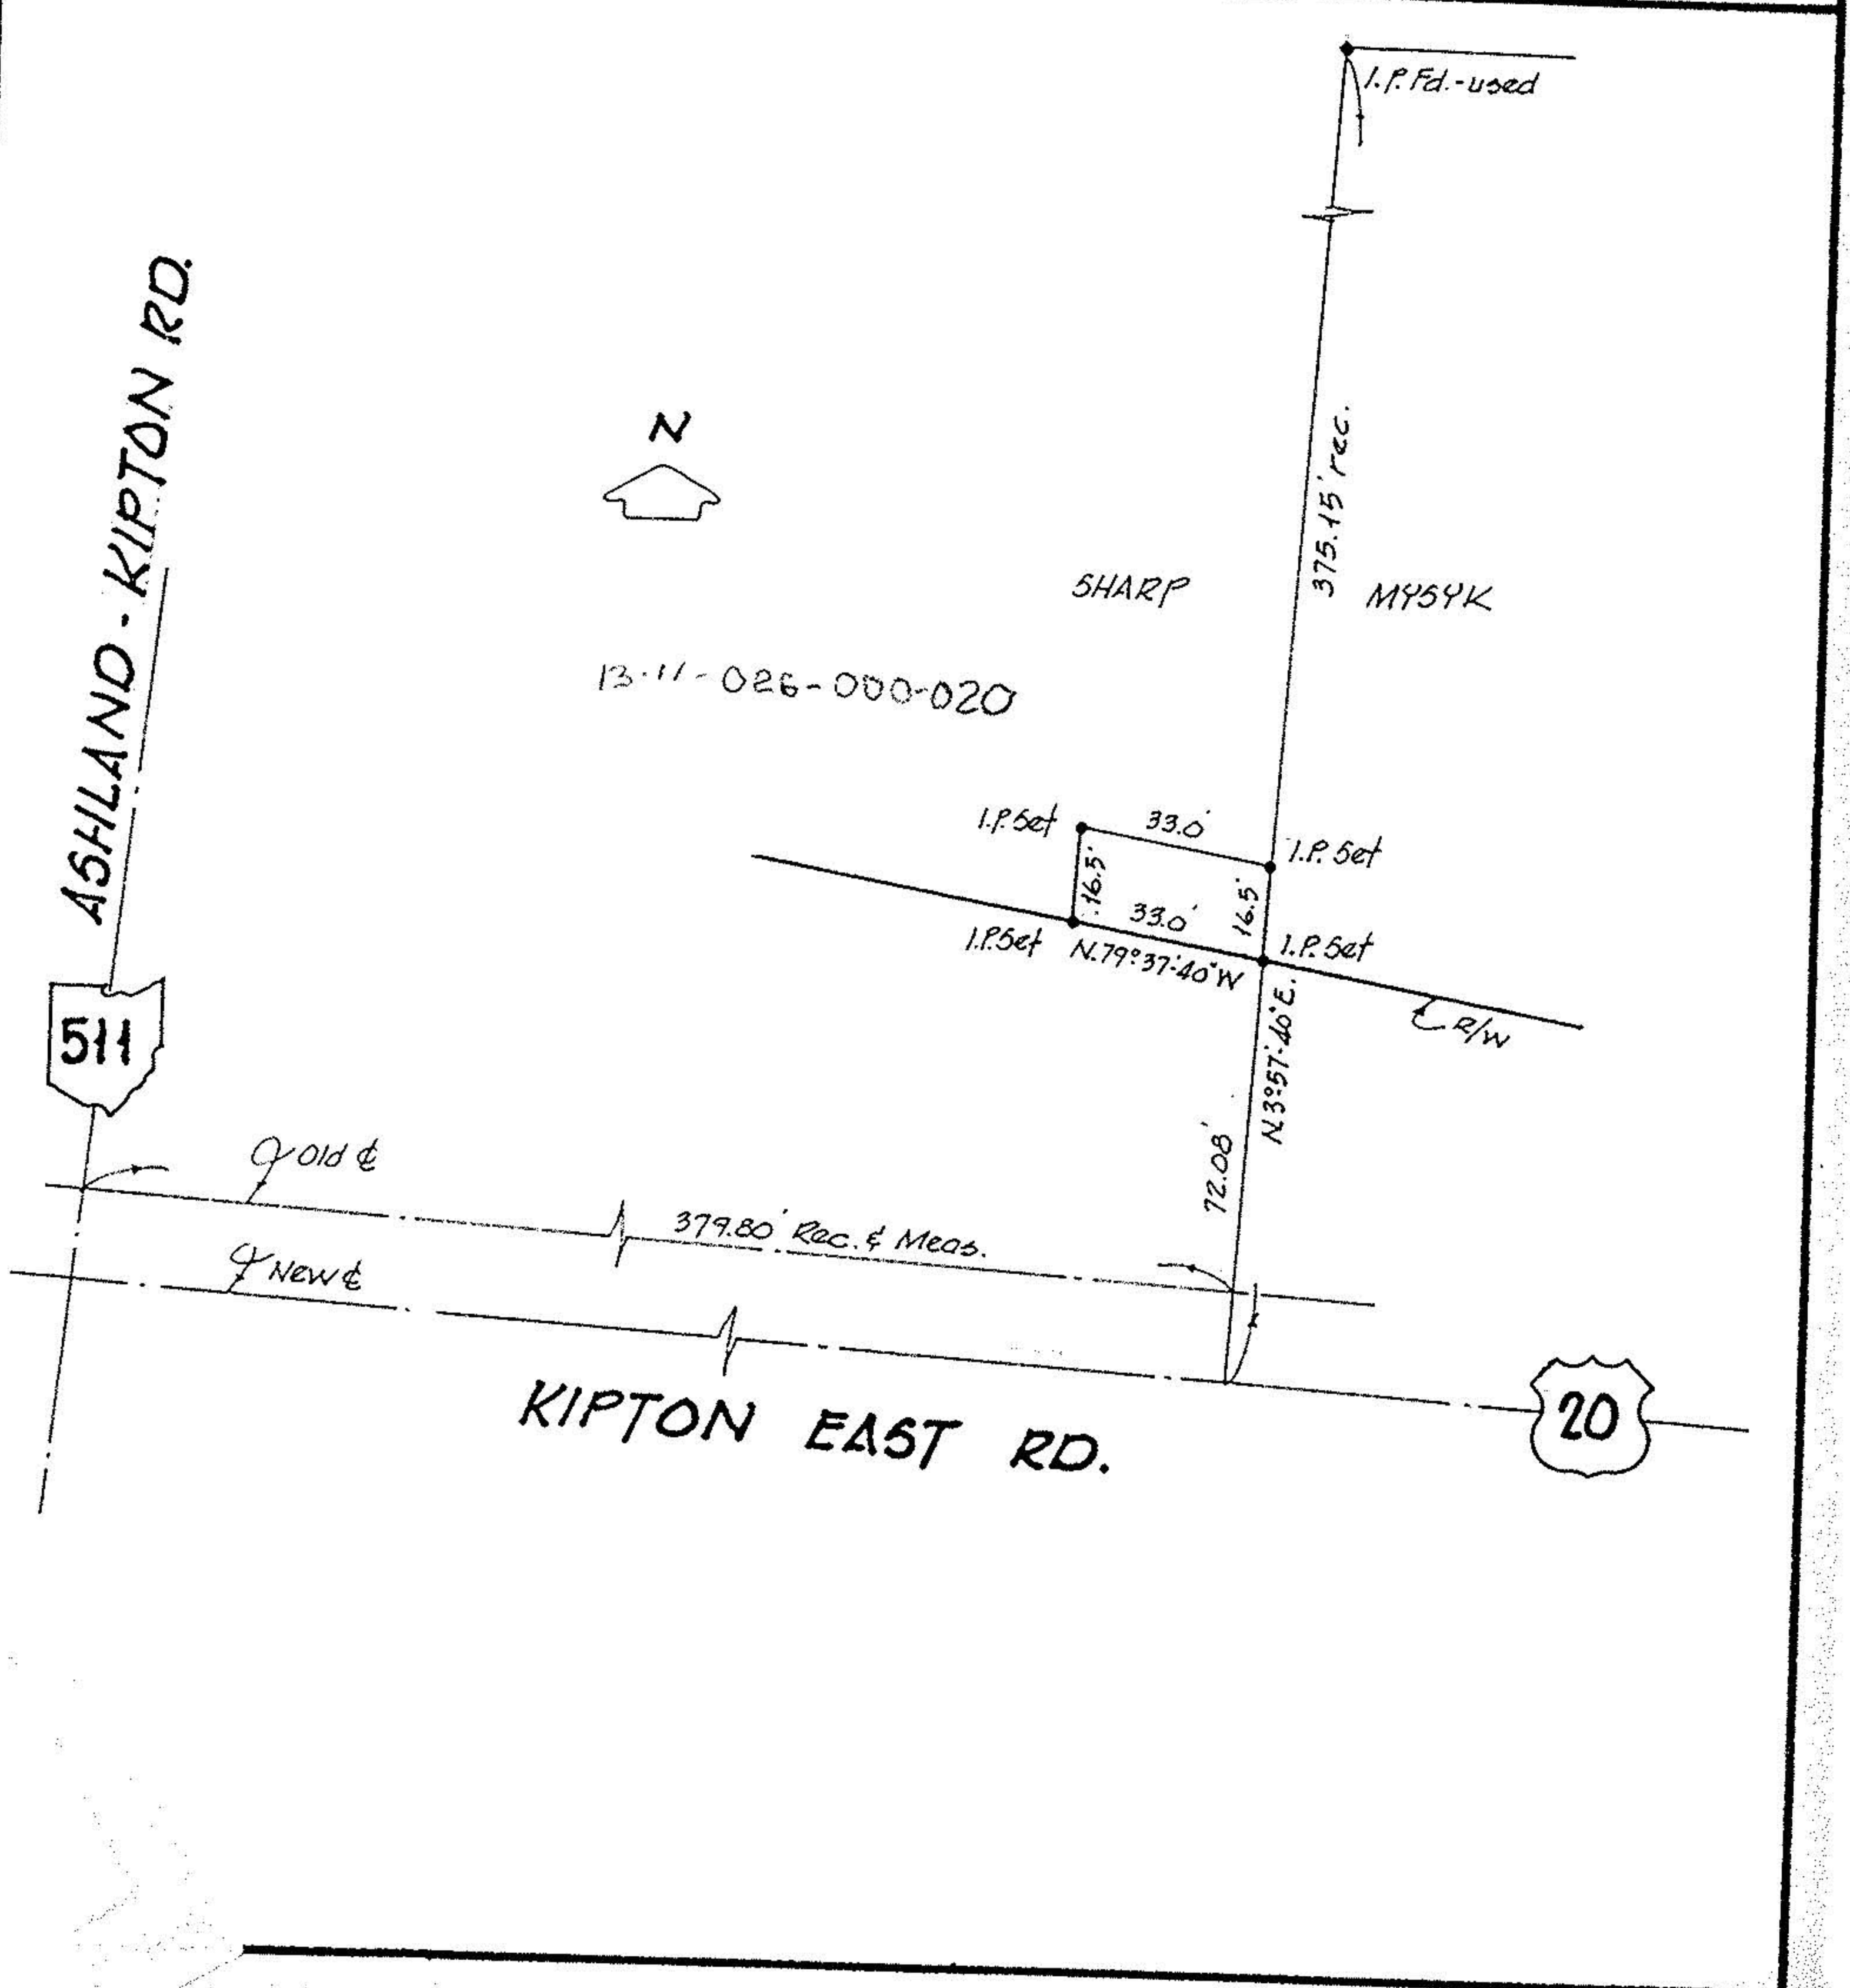 I.P. Fd. - used
ASHLAND - KIPTON RD.
N
375.15' rec.
SHARP
MYSYK
13-11-026-000-020
I.P. Set
33.0'
I.P. Set
16.5'
33.0'
16.5'
I.P. Set
N.79°37'40"W
I.P. Set
R/W
N.3°57'40"E.
511
72.08'
Old ℄
379.80' Rec. & Meas.
New ℄
KIPTON EAST RD.
20